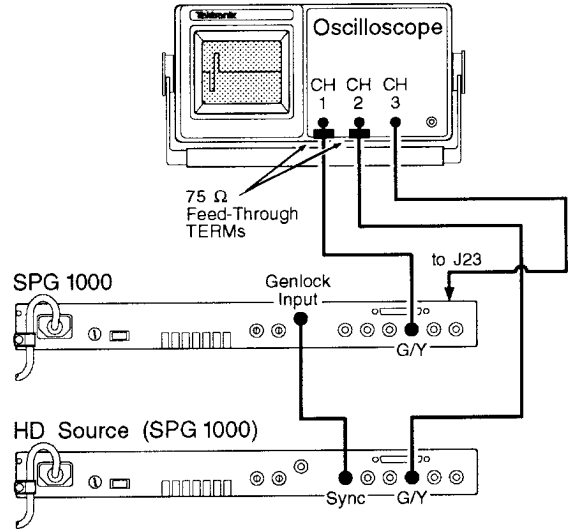 Tektronix
Oscilloscope
CH 1
CH 2
CH 3
75 Ω
Feed-Through
TERMs
to J23
SPG 1000
Genlock
Input
G/Y
HD Source (SPG 1000)
Sync
G/Y